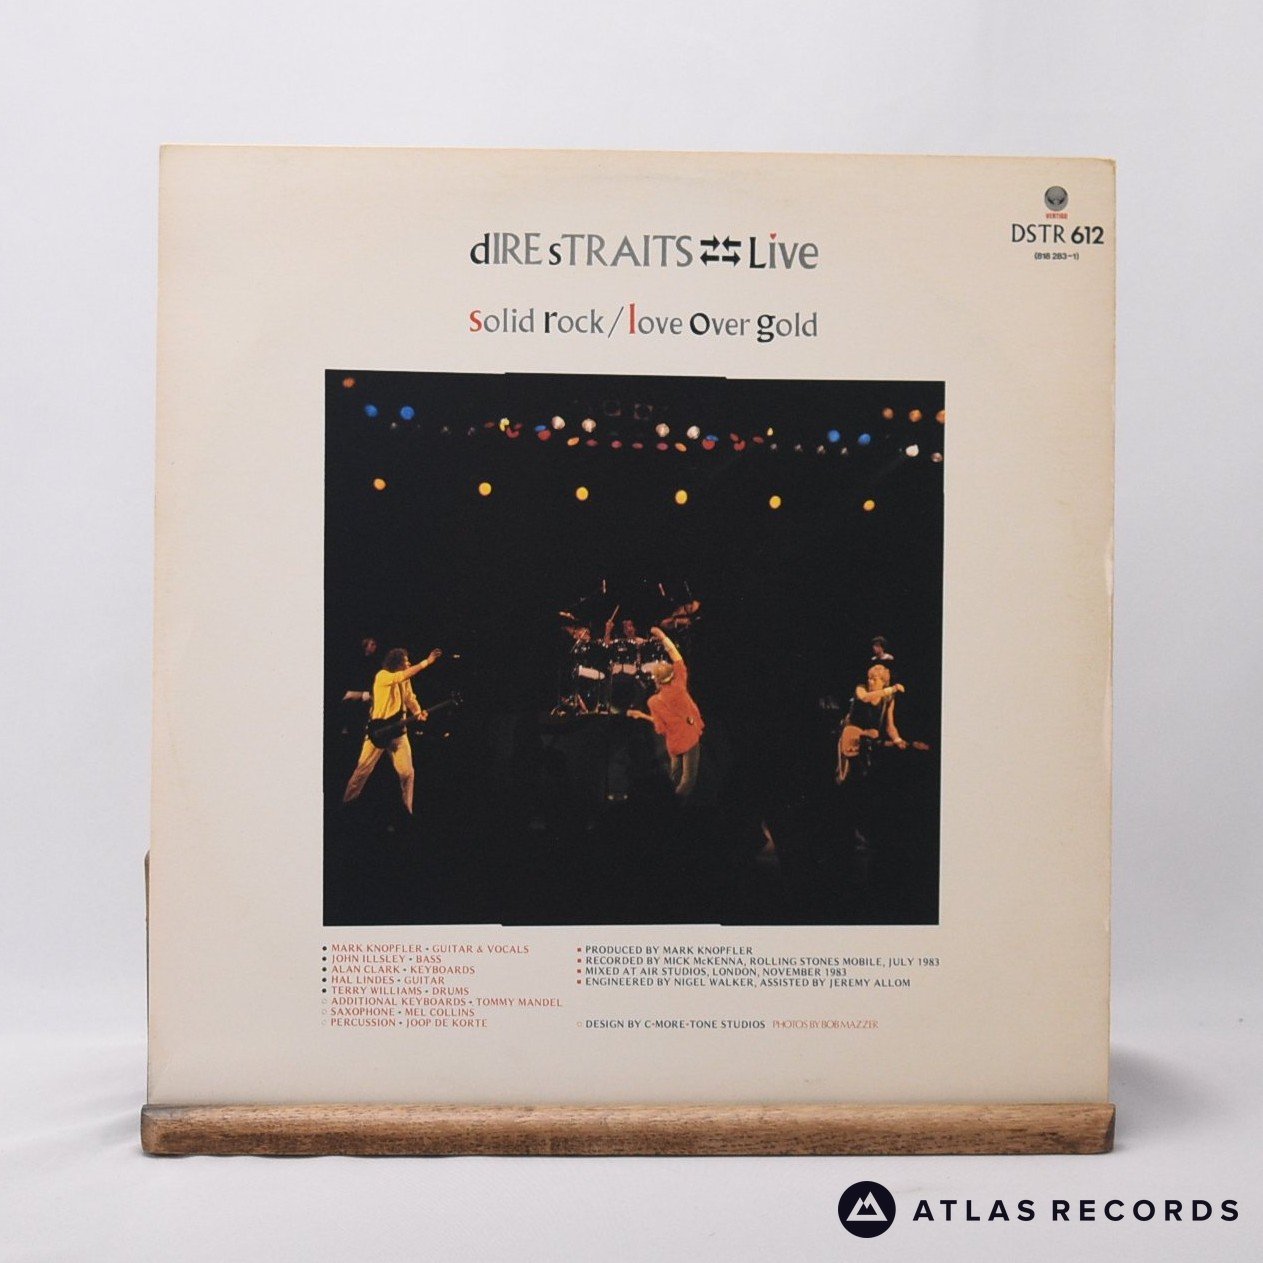 VERTIGO
DSTR 612
(818 283-1)
dIRE sTRAITS ⇄⇆ Live
solid rock/love over gold
• MARK KNOPFLER • GUITAR & VOCALS
• JOHN ILLSLEY • BASS
• ALAN CLARK • KEYBOARDS
• HAL LINDES • GUITAR
• TERRY WILLIAMS • DRUMS
○ ADDITIONAL KEYBOARDS • TOMMY MANDEL
○ SAXOPHONE • MEL COLLINS
○ PERCUSSION • JOOP DE KORTE
▪ PRODUCED BY MARK KNOPFLER
▪ RECORDED BY MICK McKENNA, ROLLING STONES MOBILE, JULY 1983
▪ MIXED AT AIR STUDIOS, LONDON, NOVEMBER 1983
▪ ENGINEERED BY NIGEL WALKER, ASSISTED BY JEREMY ALLOM
○ DESIGN BY C-MORE-TONE STUDIOS PHOTOS BY BOB MAZZER
ATLAS RECORDS